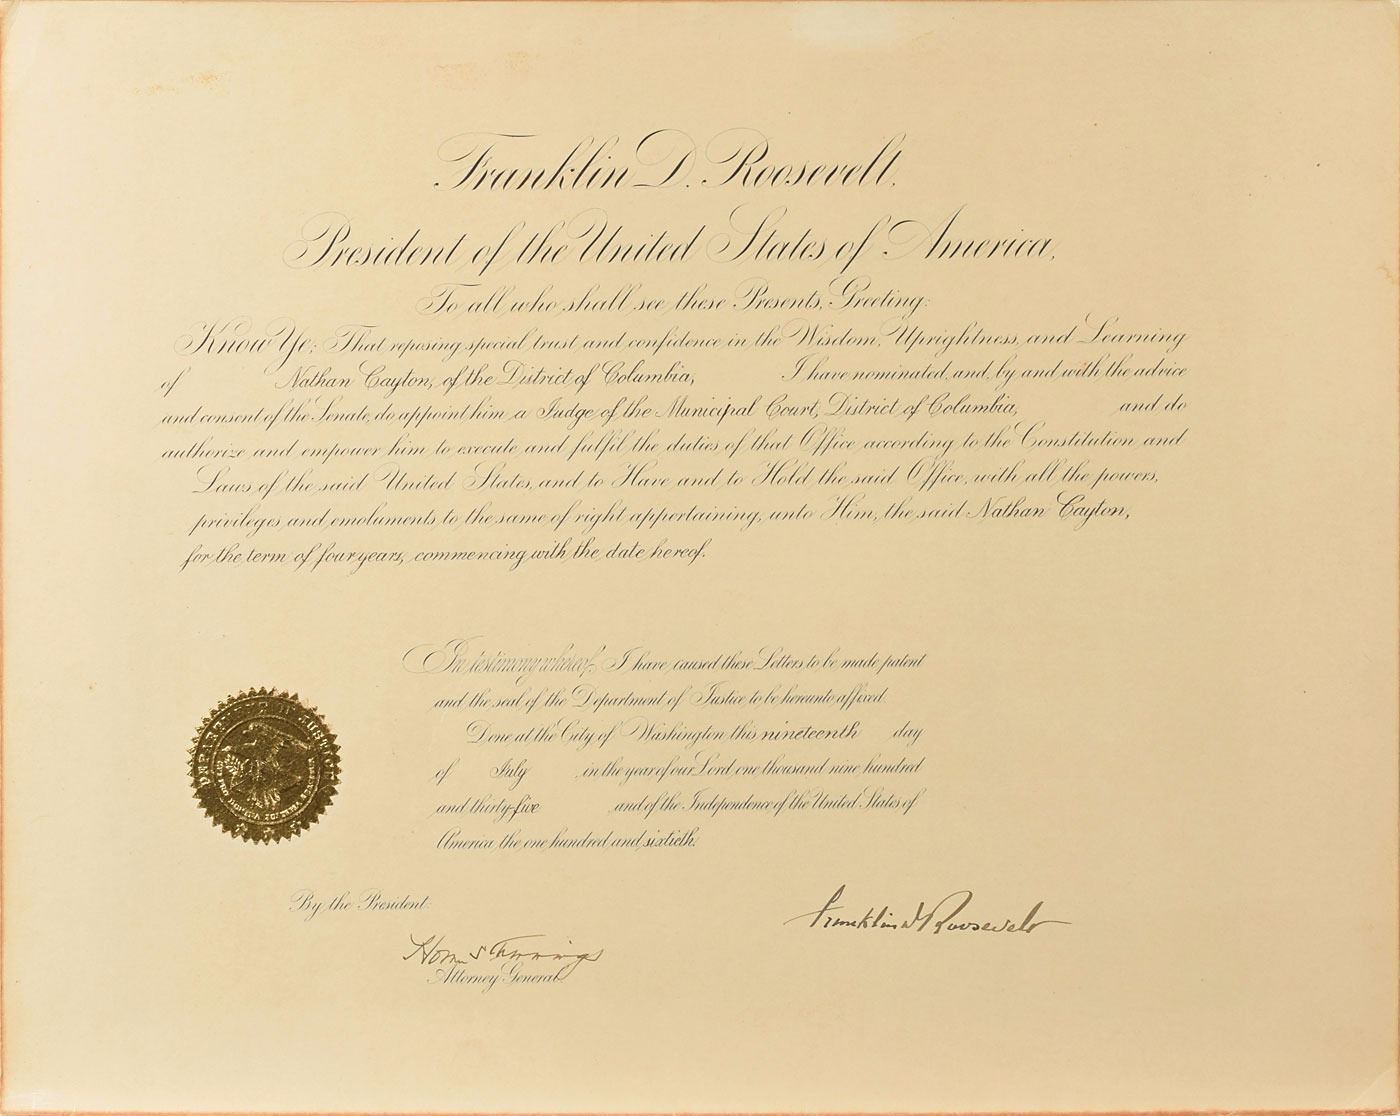 Franklin D. Roosevelt,
President of the United States of America,
To all who shall see these Presents, Greeting:
Know Ye; That reposing special trust and confidence in the Wisdom, Uprightness, and Learning
of Nathan Cayton, of the District of Columbia, I have nominated, and, by and with the advice
and consent of the Senate, do appoint him a Judge of the Municipal Court, District of Columbia, and do
authorize and empower him to execute and fulfil the duties of that Office according to the Constitution and
Laws of the said United States, and to Have and to Hold the said Office, with all the powers,
privileges and emoluments to the same of right appertaining, unto Him, the said Nathan Cayton,
for the term of four years, commencing with the date hereof.
In testimony whereof, I have caused these Letters to be made patent
and the seal of the Department of Justice to be hereunto affixed.
Done at the City of Washington this nineteenth day
of July, in the year of our Lord one thousand nine hundred
and thirty-five and of the Independence of the United States of
America the one hundred and sixtieth.
DEPARTMENT OF JUSTICE
By the President:
Franklin D Roosevelt
Homer S Cummings
Attorney General.